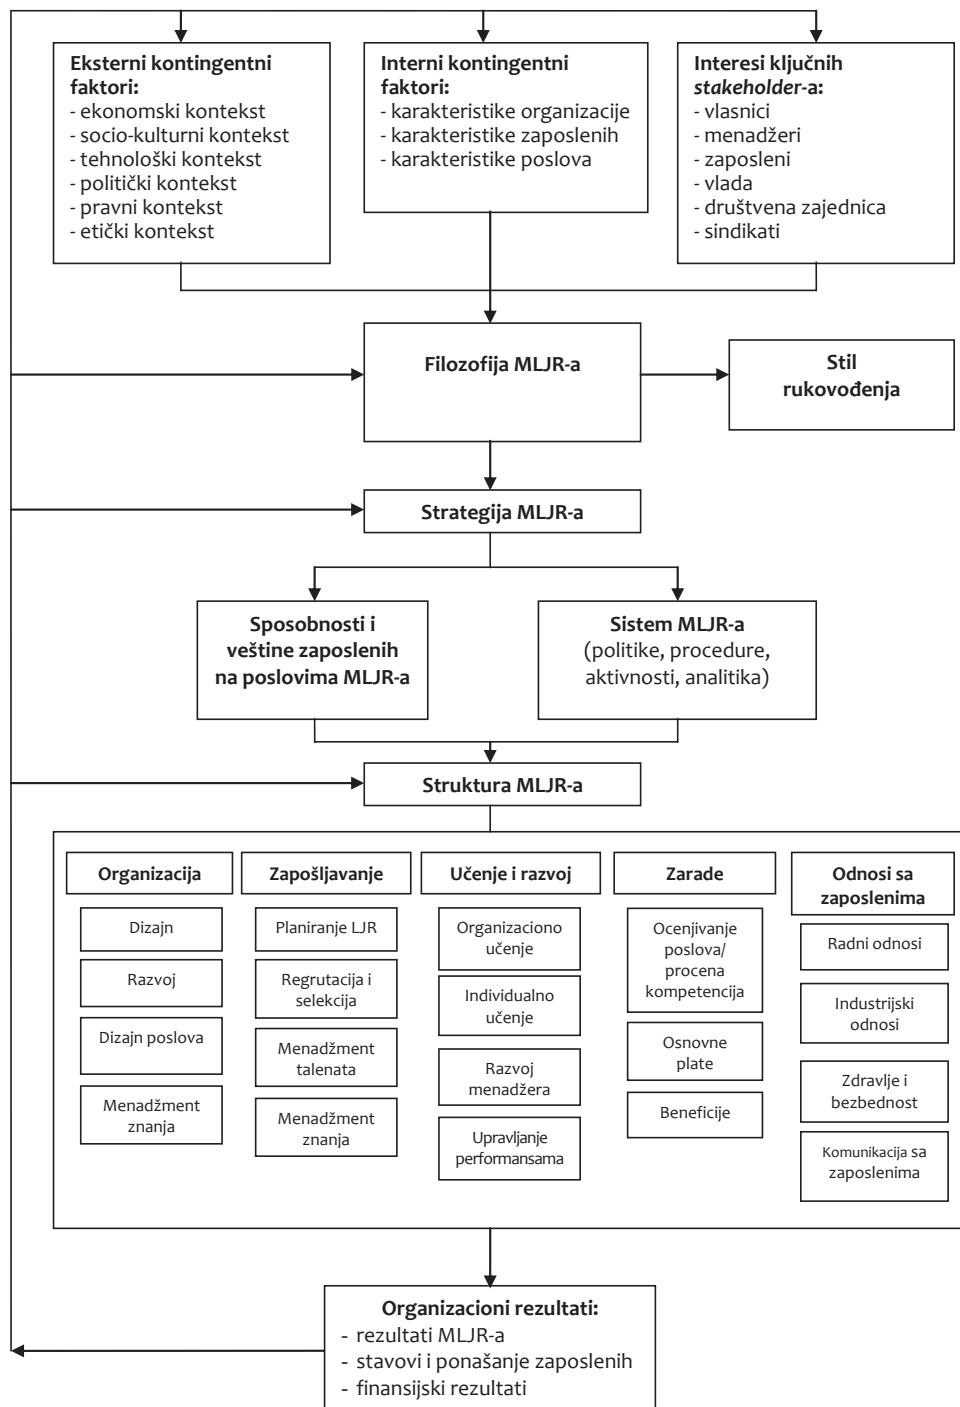 Eksterni kontingentni
faktori:
- ekonomski kontekst
- socio-kulturni kontekst
- tehnološki kontekst
- politički kontekst
- pravni kontekst
- etički kontekst
Interni kontingentni
faktori:
- karakteristike organizacije
- karakteristike zaposlenih
- karakteristike poslova
Interesi ključnih
stakeholder-a:
- vlasnici
- menadžeri
- zaposleni
- vlada
- društvena zajednica
- sindikati
Filozofija MLJR-a
Stil
rukovođenja
Strategija MLJR-a
Sposobnosti i
veštine zaposlenih
na poslovima MLJR-a
Sistem MLJR-a
(politike, procedure,
aktivnosti, analitika)
Struktura MLJR-a
Organizacija
Dizajn
Razvoj
Dizajn poslova
Menadžment
znanja
Zapošljavanje
Planiranje LJR
Regrutacija i
selekcija
Menadžment
talenata
Menadžment
znanja
Učenje i razvoj
Organizaciono
učenje
Individualno
učenje
Razvoj
menadžera
Upravljanje
performansama
Zarade
Ocenjivanje
poslova/
procena
kompetencija
Osnovne
plate
Beneficije
Odnosi sa
zaposlenima
Radni odnosi
Industrijski
odnosi
Zdravlje i
bezbednost
Komunikacija sa
zaposlenima
Organizacioni rezultati:
- rezultati MLJR-a
- stavovi i ponašanje zaposlenih
- finansijski rezultati